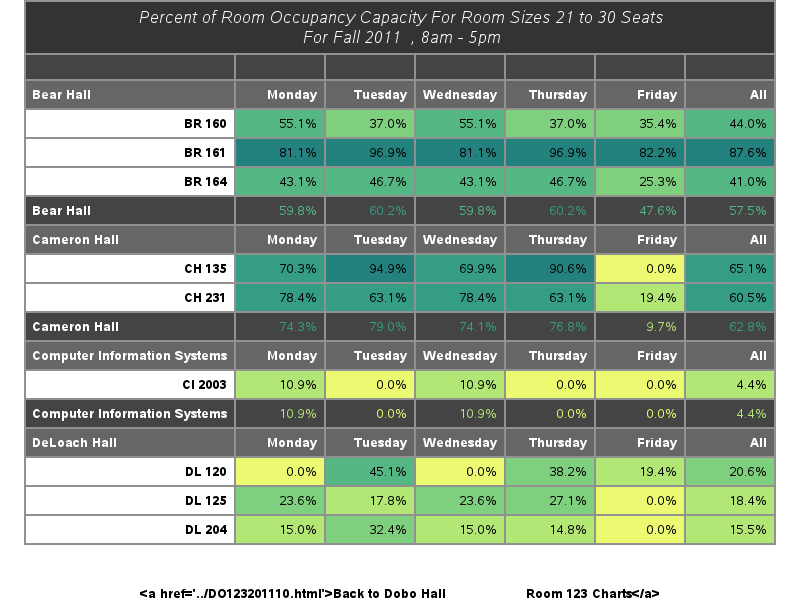 Percent of Room Occupancy Capacity For Room Sizes 21 to 30 Seats
For Fall 2011 , 8am - 5pm
Bear Hall Monday Tuesday Wednesday Thursday Friday All
BR 160 55.1% 37.0% 55.1% 37.0% 35.4% 44.0%
BR 161 81.1% 96.9% 81.1% 96.9% 82.2% 87.6%
BR 164 43.1% 46.7% 43.1% 46.7% 25.3% 41.0%
Bear Hall 59.8% 60.2% 59.8% 60.2% 47.6% 57.5%
Cameron Hall Monday Tuesday Wednesday Thursday Friday All
CH 135 70.3% 94.9% 69.9% 90.6% 0.0% 65.1%
CH 231 78.4% 63.1% 78.4% 63.1% 19.4% 60.5%
Cameron Hall 74.3% 79.0% 74.1% 76.8% 9.7% 62.8%
Computer Information Systems Monday Tuesday Wednesday Thursday Friday All
CI 2003 10.9% 0.0% 10.9% 0.0% 0.0% 4.4%
Computer Information Systems 10.9% 0.0% 10.9% 0.0% 0.0% 4.4%
DeLoach Hall Monday Tuesday Wednesday Thursday Friday All
DL 120 0.0% 45.1% 0.0% 38.2% 19.4% 20.6%
DL 125 23.6% 17.8% 23.6% 27.1% 0.0% 18.4%
DL 204 15.0% 32.4% 15.0% 14.8% 0.0% 15.5%
<a href='../DO123201110.html'>Back to Dobo Hall Room 123 Charts</a>